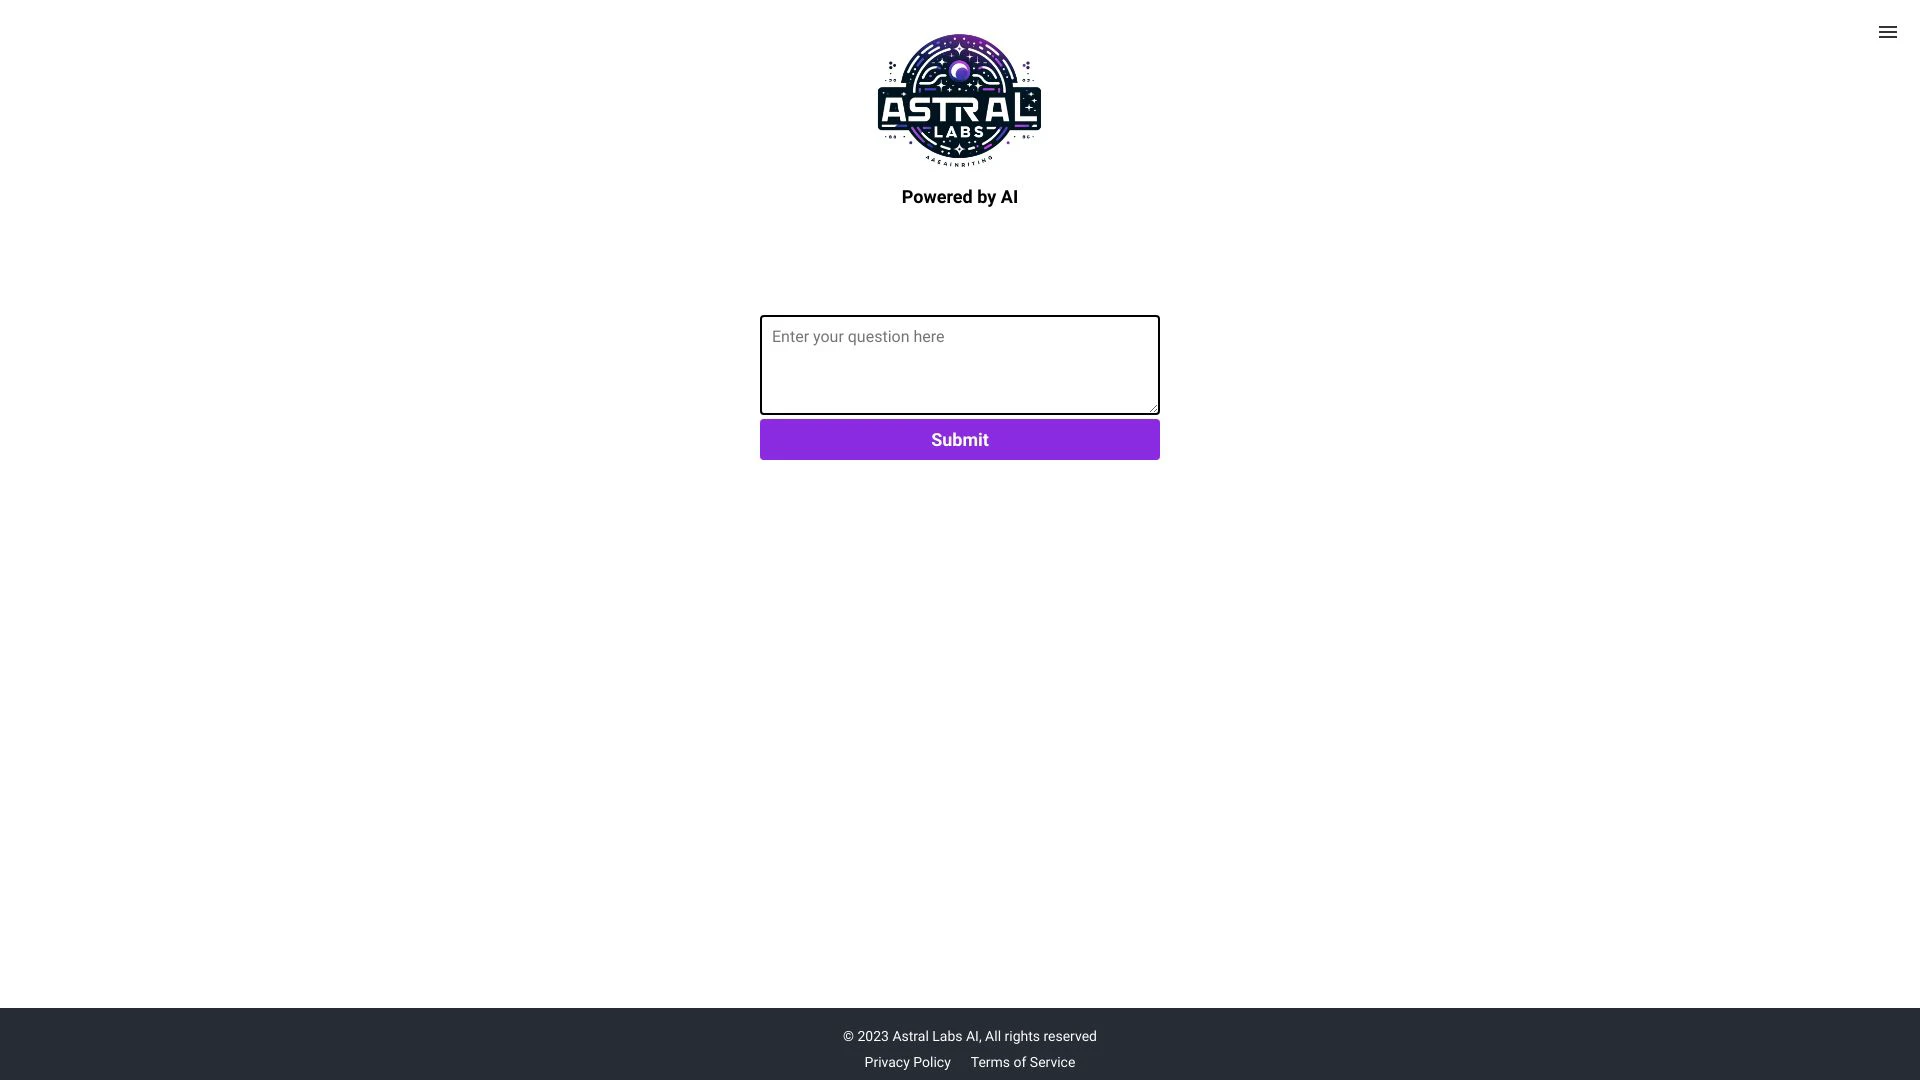 ASTRAL
LABS
Powered by AI
Enter your question here
Submit
© 2023 Astral Labs AI, All rights reserved
Privacy Policy Terms of Service